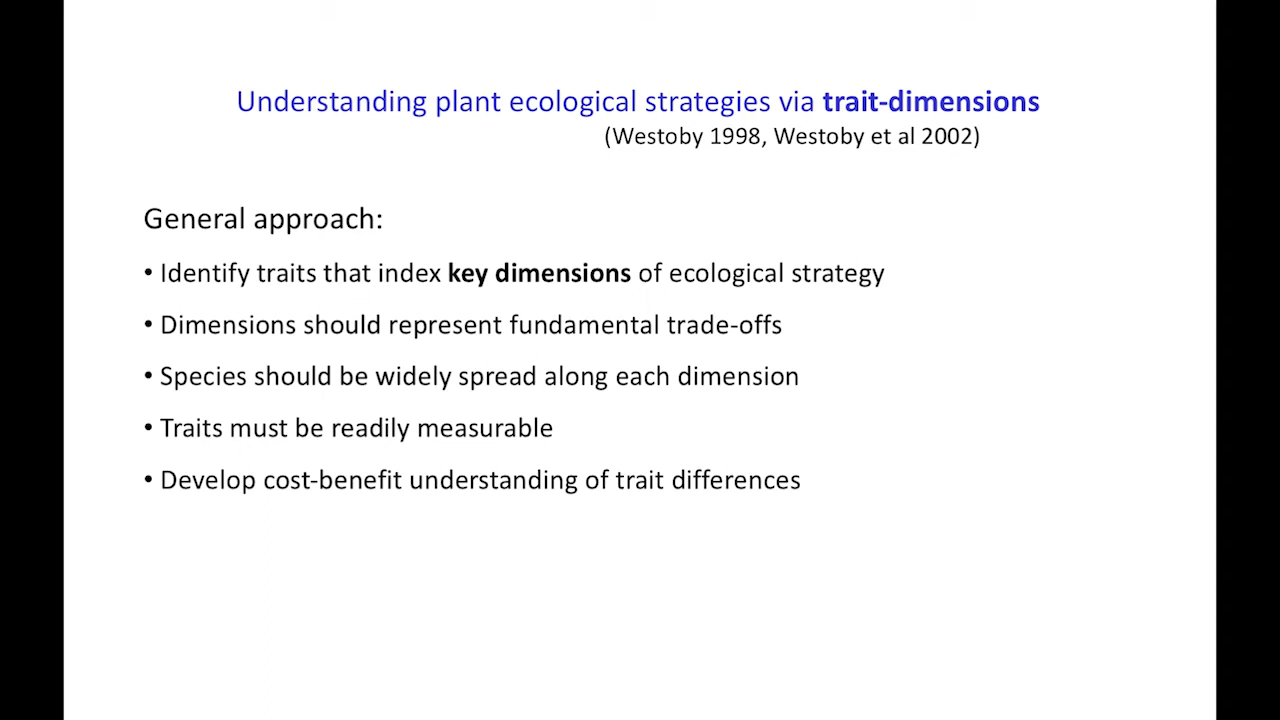 Understanding plant ecological strategies via trait-dimensions
(Westoby 1998, Westoby et al 2002)
General approach:
• Identify traits that index key dimensions of ecological strategy
• Dimensions should represent fundamental trade-offs
• Species should be widely spread along each dimension
• Traits must be readily measurable
• Develop cost-benefit understanding of trait differences